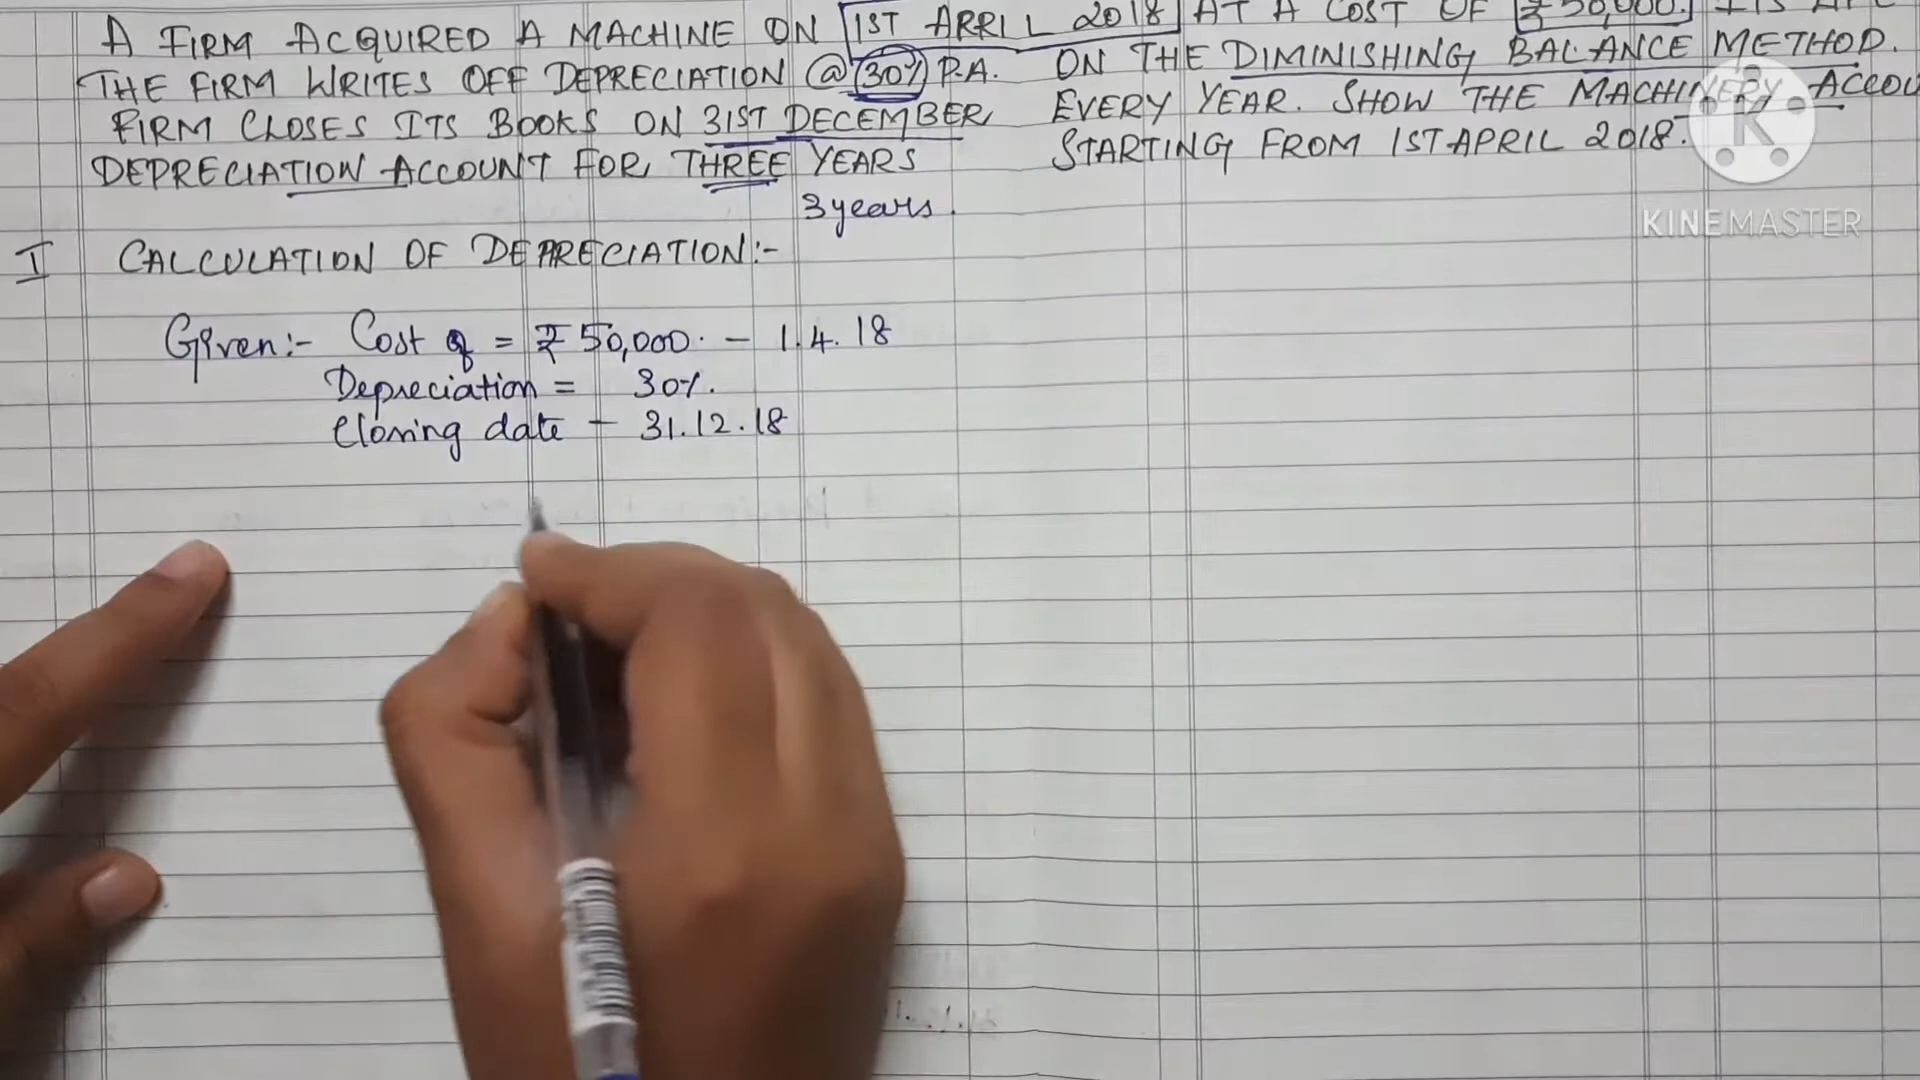 A FIRM ACQUIRED A MACHINE ON 1ST ARRIL 2018 AT A COST OF ₹ 50,000. ITS
THE FIRM WRITES OFF DEPRECIATION @ 30% P.A. ON THE DIMINISHING BALANCE METHOD.
FIRM CLOSES ITS BOOKS ON 31ST DECEMBER EVERY YEAR. SHOW THE MACHINERY ACCOU
DEPRECIATION ACCOUNT FOR THREE YEARS STARTING FROM 1ST APRIL 2018.
3 years.
K
KINEMASTER
I CALCULATION OF DEPRECIATION:-
Given:- Cost of = ₹ 50,000. - 1.4.18
Depreciation = 30%.
Closing date - 31.12.18